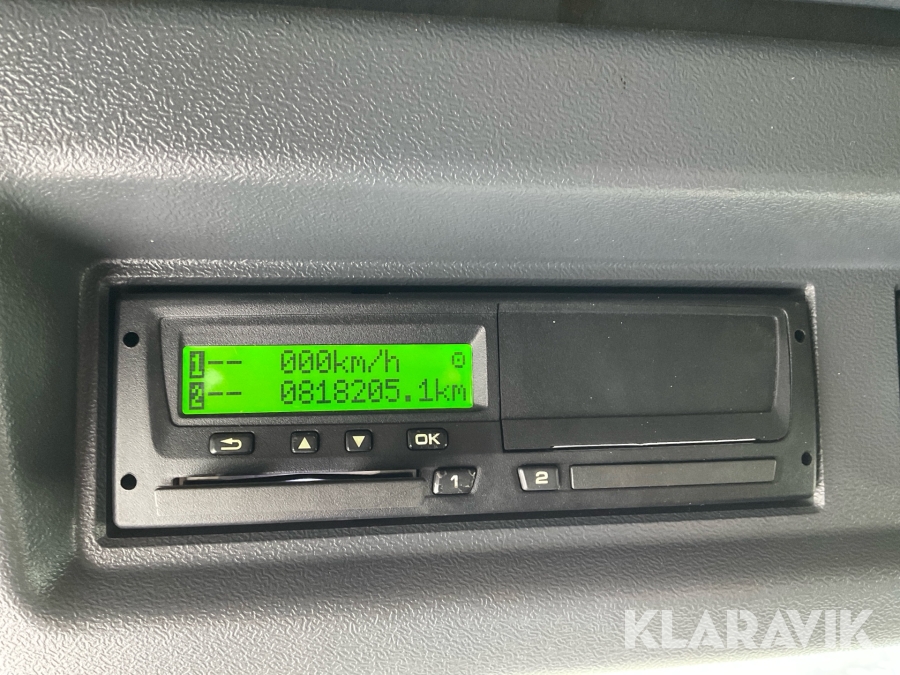 1-- 000km/h
2-- 0818205.1km
OK
1
2
KLARAVIK